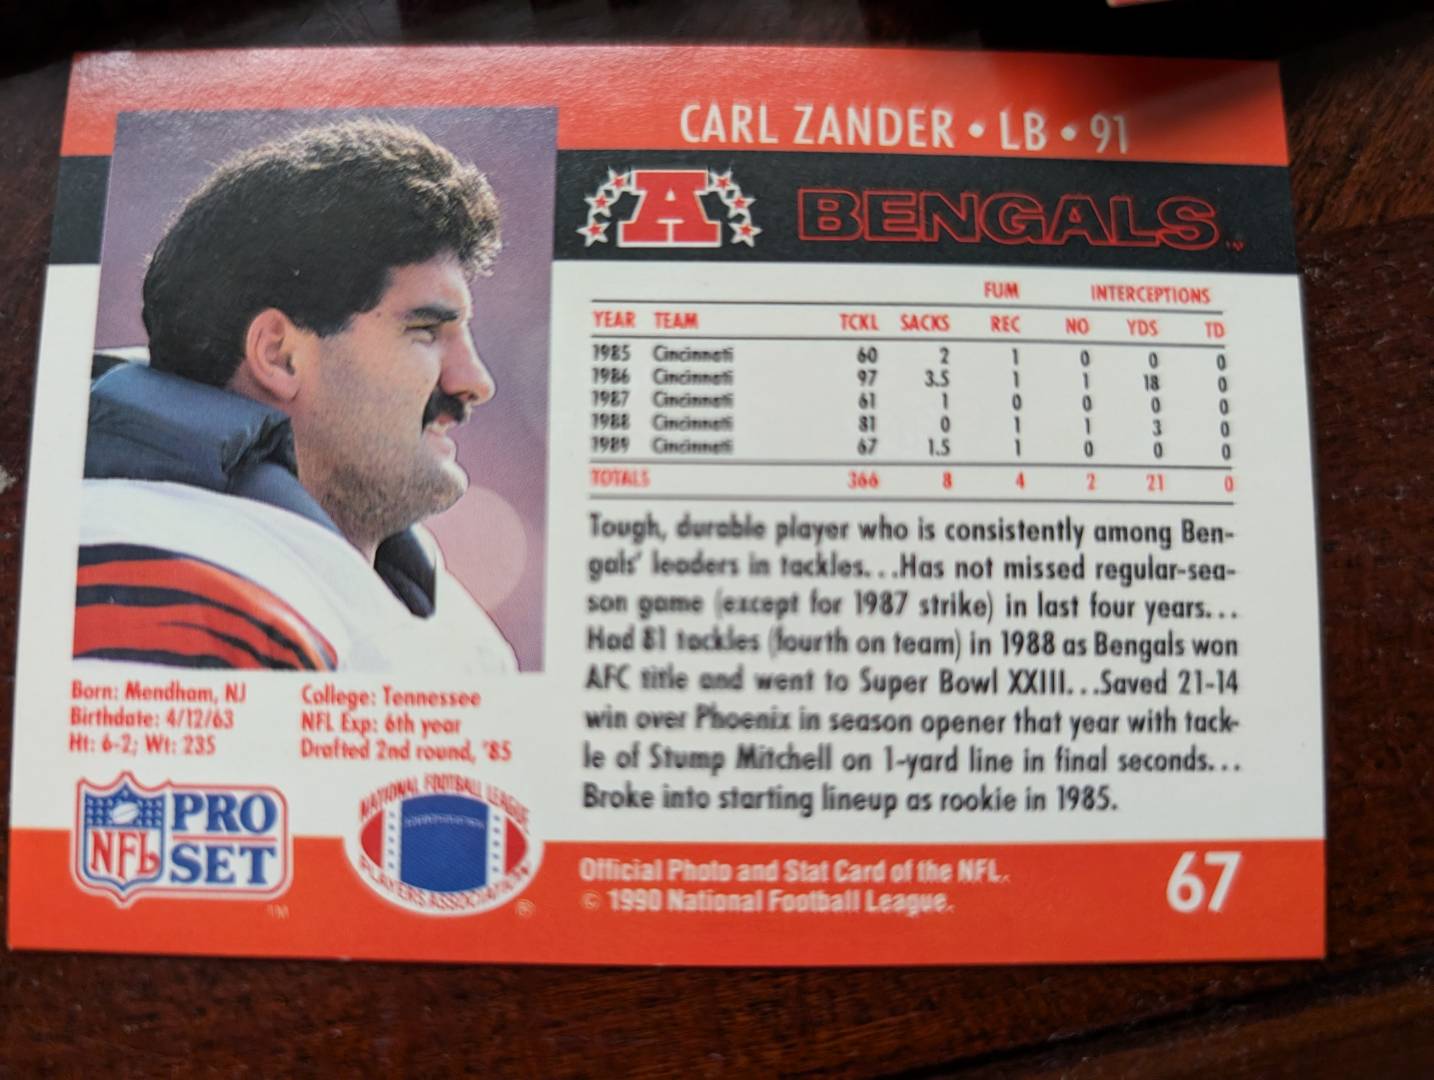 CARL ZANDER • LB • 91
A BENGALS™
FUM INTERCEPTIONS
YEAR TEAM TCKL SACKS REC NO YDS TD
1985 Cincinnati 60 2 1 0 0 0
1986 Cincinnati 97 3.5 1 1 18 0
1987 Cincinnati 61 1 0 0 0 0
1988 Cincinnati 81 0 1 1 3 0
1989 Cincinnati 67 1.5 1 0 0 0
TOTALS 366 8 4 2 21 0
Tough, durable player who is consistently among Ben-
gals' leaders in tackles. . .Has not missed regular-sea-
son game (except for 1987 strike) in last four years. . .
Had 81 tackles (fourth on team) in 1988 as Bengals won
AFC title and went to Super Bowl XXIII. . .Saved 21-14
win over Phoenix in season opener that year with tack-
le of Stump Mitchell on 1-yard line in final seconds. . .
Broke into starting lineup as rookie in 1985.
Born: Mendham, NJ
Birthdate: 4/12/63
Ht: 6-2; Wt: 235
College: Tennessee
NFL Exp: 6th year
Drafted 2nd round, '85
NFL PRO SET™
NATIONAL FOOTBALL LEAGUE
PLAYERS ASSOCIATION ®
Official Photo and Stat Card of the NFL.
© 1990 National Football League.
67